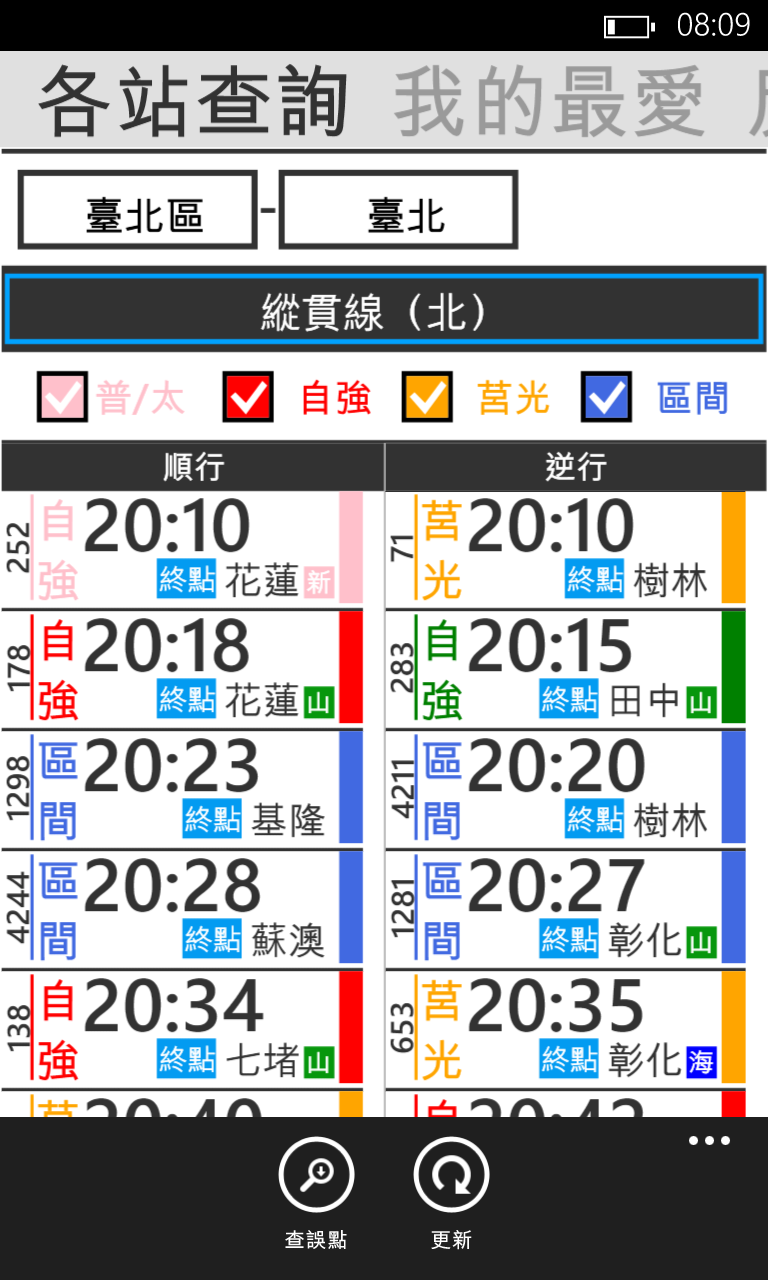 08:09
各站查詢 我的最愛
臺北區-臺北
縱貫線（北）
普/太 自強 莒光 區間
順行 逆行
252 自強 20:10 終點 花蓮 新
71 莒光 20:10 終點 樹林
178 自強 20:18 終點 花蓮 山
283 自強 20:15 終點 田中 山
1298 區間 20:23 終點 基隆
4211 區間 20:20 終點 樹林
4244 區間 20:28 終點 蘇澳
1281 區間 20:27 終點 彰化 山
138 自強 20:34 終點 七堵 山
653 莒光 20:35 終點 彰化 海
查誤點 更新